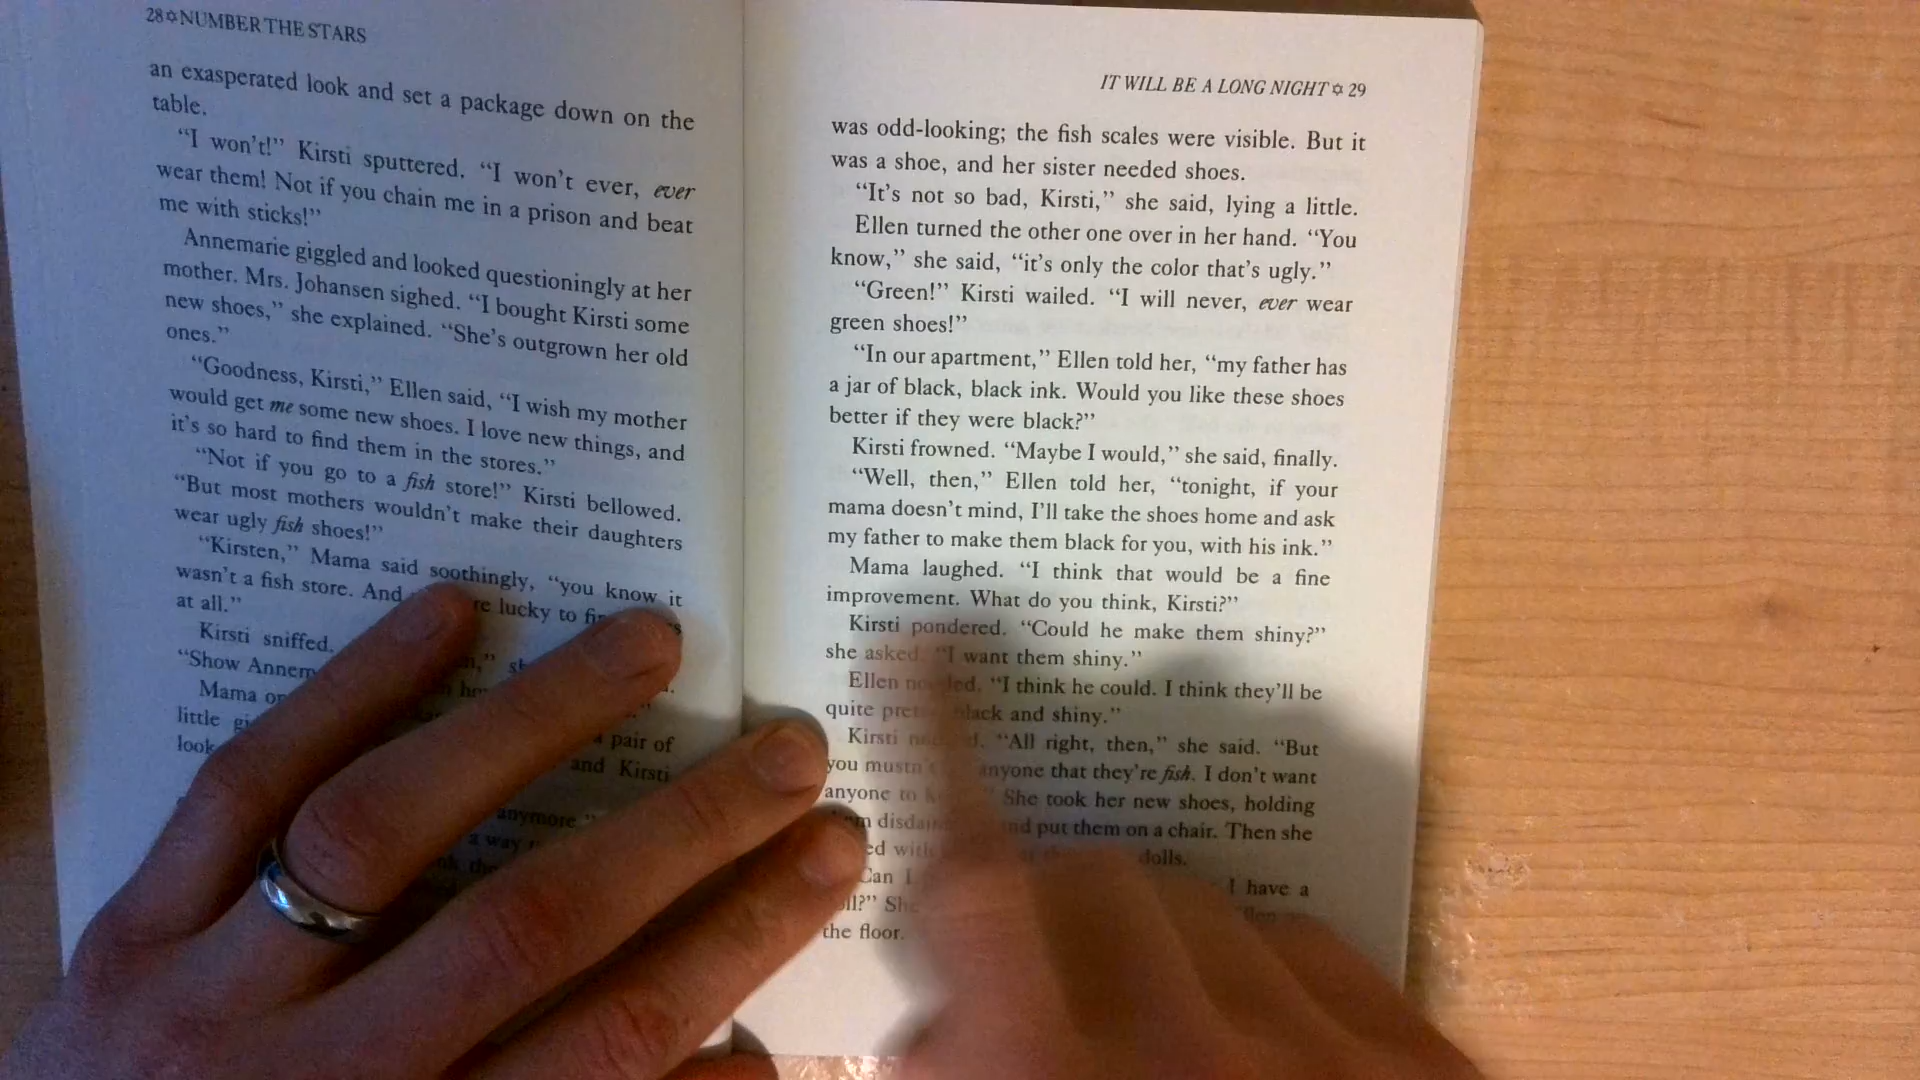 28✡NUMBER THE STARS
an exasperated look and set a package down on the
table.
“I won't!” Kirsti sputtered. “I won't ever, ever
wear them! Not if you chain me in a prison and beat
me with sticks!”
Annemarie giggled and looked questioningly at her
mother. Mrs. Johansen sighed. “I bought Kirsti some
new shoes,” she explained. “She's outgrown her old
ones.”
“Goodness, Kirsti,” Ellen said, “I wish my mother
would get me some new shoes. I love new things, and
it's so hard to find them in the stores.”
“Not if you go to a fish store!” Kirsti bellowed.
“But most mothers wouldn't make their daughters
wear ugly fish shoes!”
“Kirsten,” Mama said soothingly, “you know it
wasn't a fish store. And lucky to
at all.”
Kirsti sniffed.
“Show
Mama
little
look
a pair of
and Kirsti
anymore
a way
IT WILL BE A LONG NIGHT✡29
was odd-looking; the fish scales were visible. But it
was a shoe, and her sister needed shoes.
“It's not so bad, Kirsti,” she said, lying a little.
Ellen turned the other one over in her hand. “You
know,” she said, “it's only the color that's ugly.”
“Green!” Kirsti wailed. “I will never, ever wear
green shoes!”
“In our apartment,” Ellen told her, “my father has
a jar of black, black ink. Would you like these shoes
better if they were black?”
Kirsti frowned. “Maybe I would,” she said, finally.
“Well, then,” Ellen told her, “tonight, if your
mama doesn't mind, I'll take the shoes home and ask
my father to make them black for you, with his ink.”
Mama laughed. “I think that would be a fine
improvement. What do you think, Kirsti?”
Kirsti pondered. “Could he make them shiny?”
she asked. “I want them shiny.”
Ellen nodded. “I think he could. I think they'll be
quite black and shiny.”
Kirsti “All right, then,” she said. “But
you anyone that they're fish. I don't want
anyone to She took her new shoes, holding
and put them on a chair. Then she
with dolls.
Can I I have a
the floor.